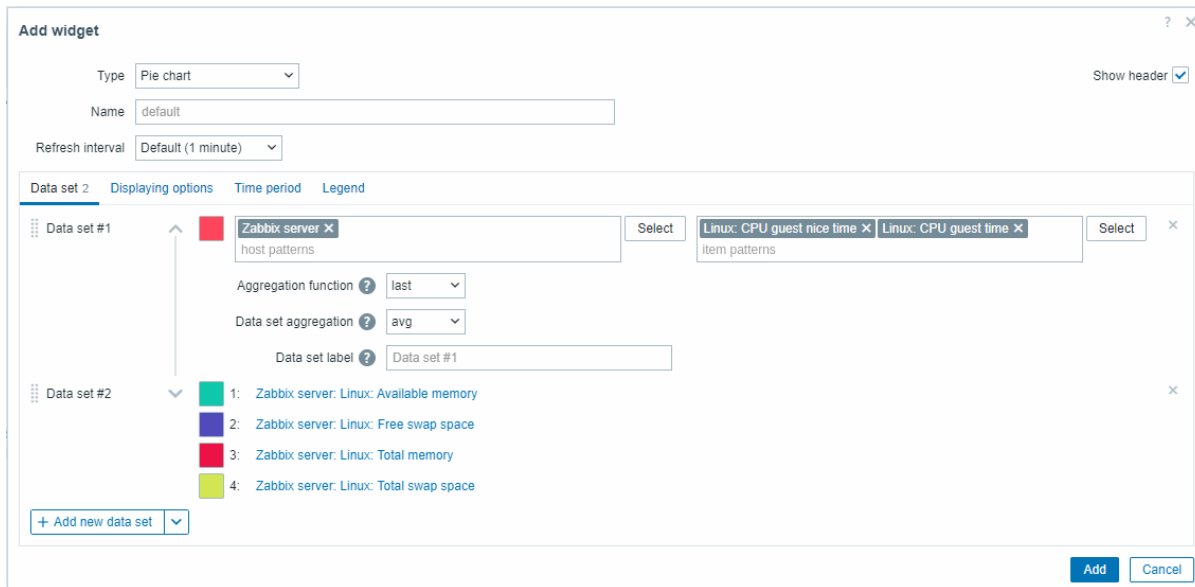 Add widget
? ×
Type Pie chart Show header
Name default
Refresh interval Default (1 minute)
Data set 2 Displaying options Time period Legend
Data set #1 Zabbix server × Select Linux: CPU guest nice time × Linux: CPU guest time × Select ×
host patterns item patterns
Aggregation function ? last
Data set aggregation ? avg
Data set label ? Data set #1
Data set #2 1: Zabbix server: Linux: Available memory ×
2: Zabbix server: Linux: Free swap space
3: Zabbix server: Linux: Total memory
4: Zabbix server: Linux: Total swap space
+ Add new data set
Add Cancel